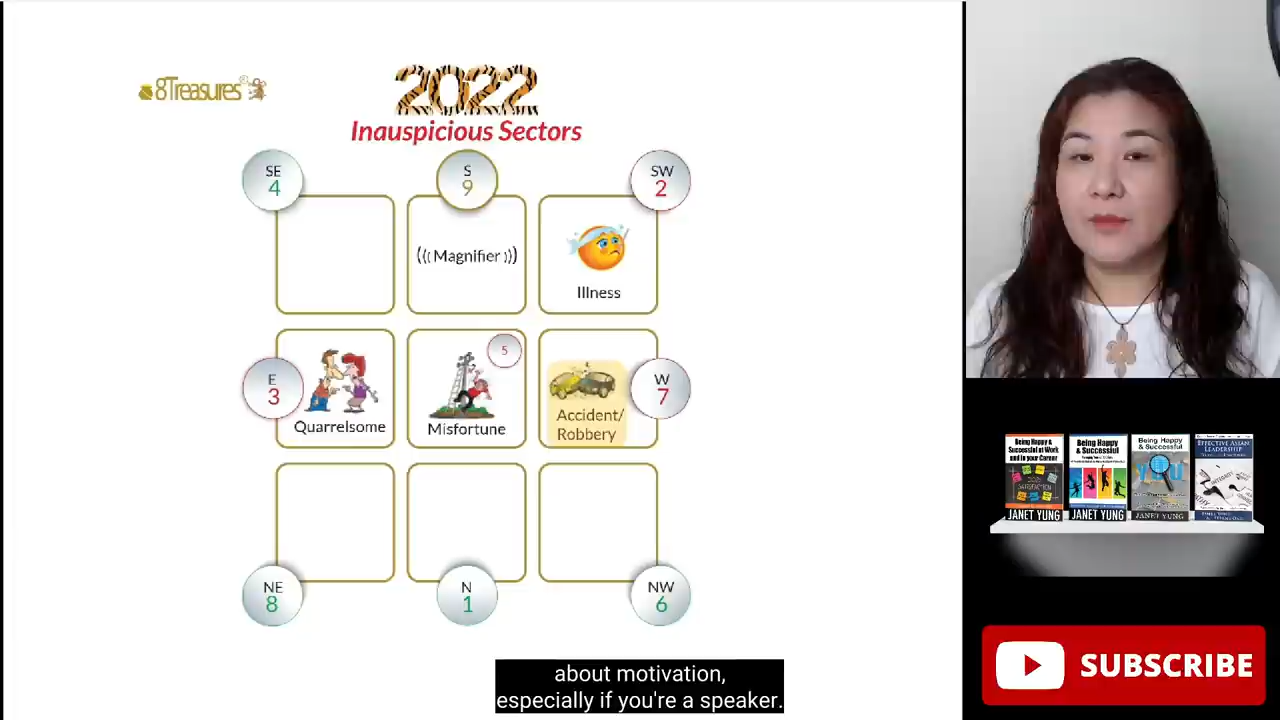 8Treasures
2022
Inauspicious Sectors
SE
4
S
9
SW
2
(((Magnifier)))
Illness
E
3
Quarrelsome
5
Misfortune
W
7
Accident/
Robbery
NE
8
N
1
NW
6
Being Happy &
Successful at Work
and in your Career
JANET YUNG
Being Happy
& Successful
JANET YUNG
Being Happy
& Successful
YOU
JANET YUNG
EFFECTIVE ASIAN
LEADERSHIP
SUBSCRIBE
about motivation,
especially if you're a speaker.